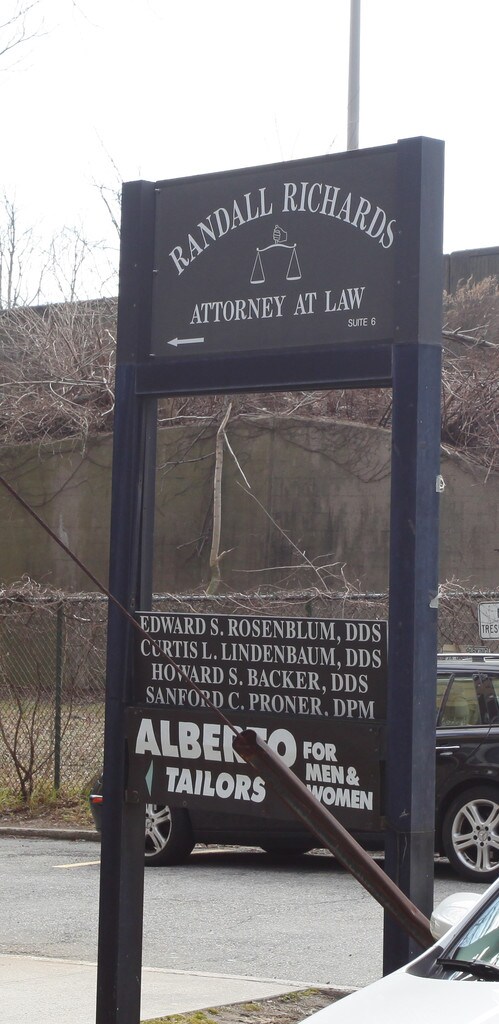 RANDALL RICHARDS
ATTORNEY AT LAW
SUITE 6
EDWARD S. ROSENBLUM, DDS
CURTIS L. LINDENBAUM, DDS
HOWARD S. BACKER, DDS
SANFORD C. PRONER, DPM
ALBERTO
TAILORS
FOR
MEN &
WOMEN